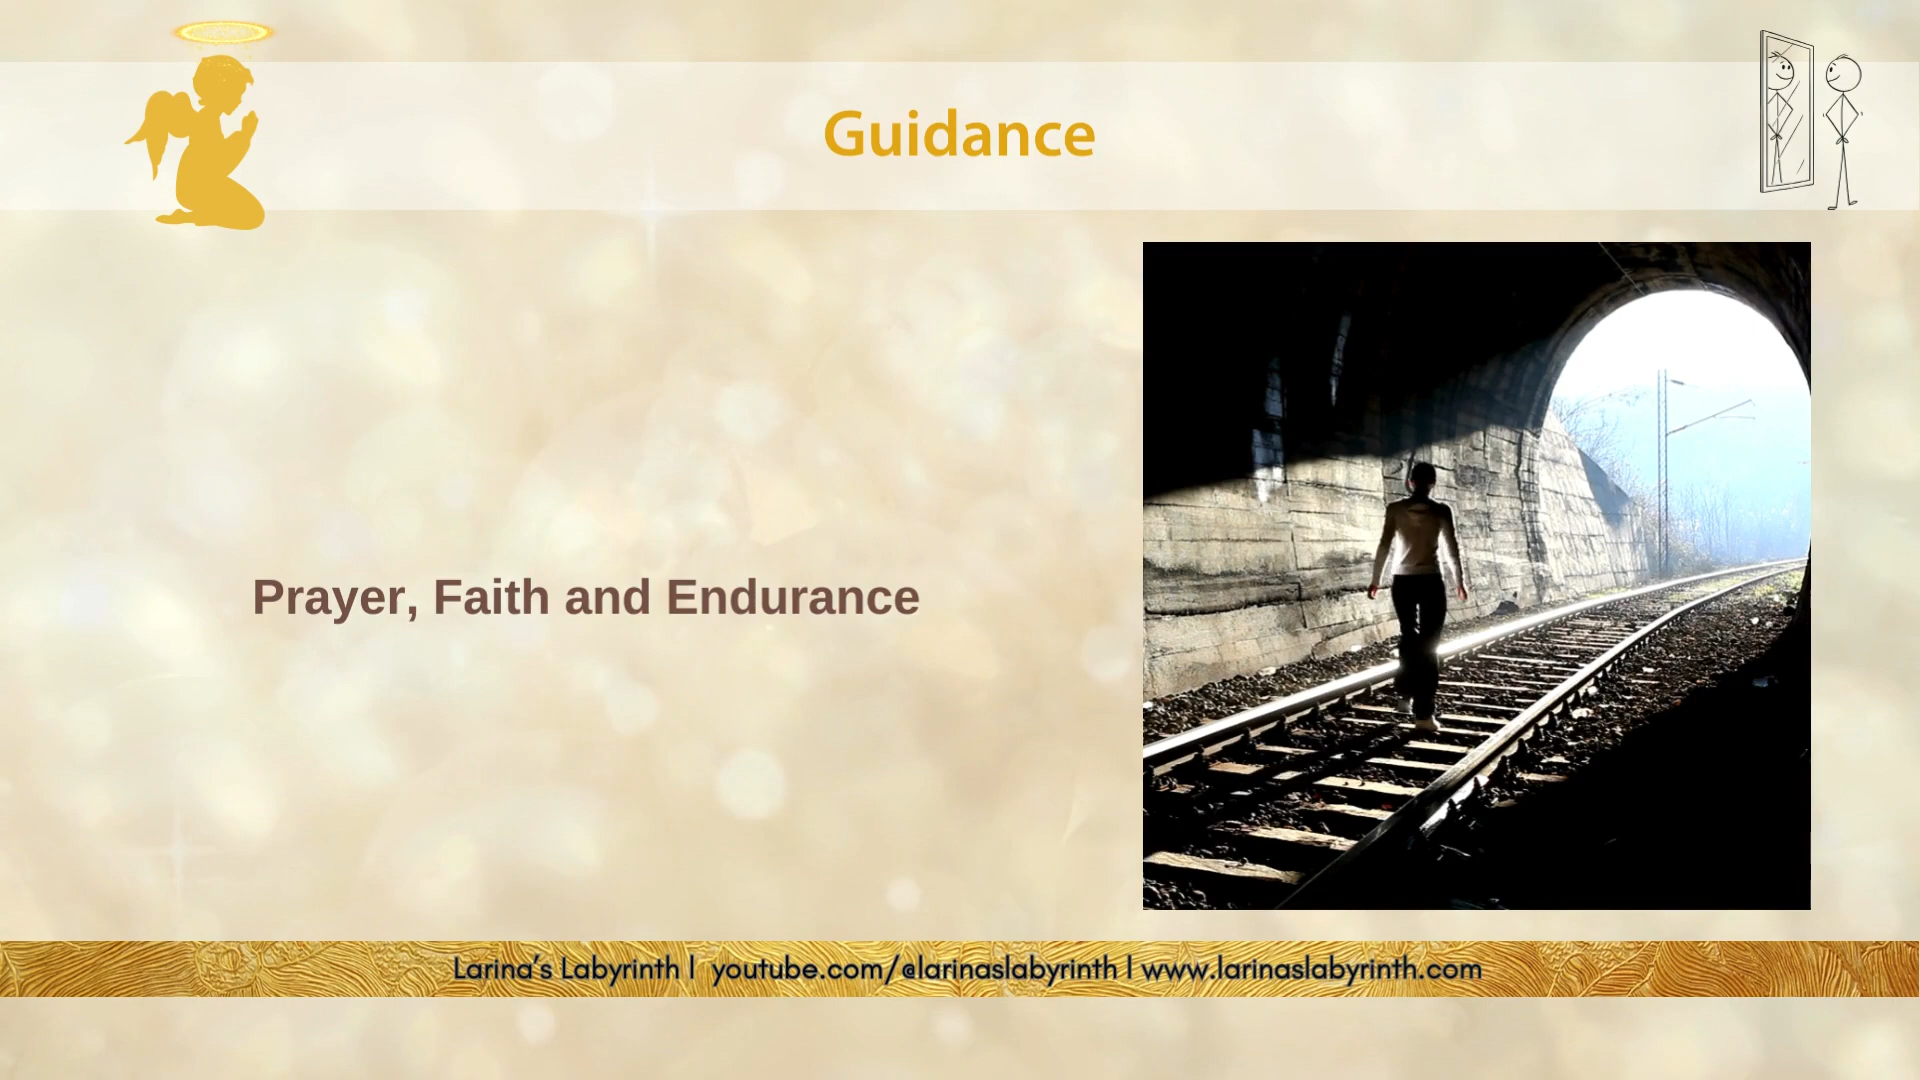 Guidance
Prayer, Faith and Endurance
Larina's Labyrinth | youtube.com/@larinaslabyrinth | www.larinaslabyrinth.com